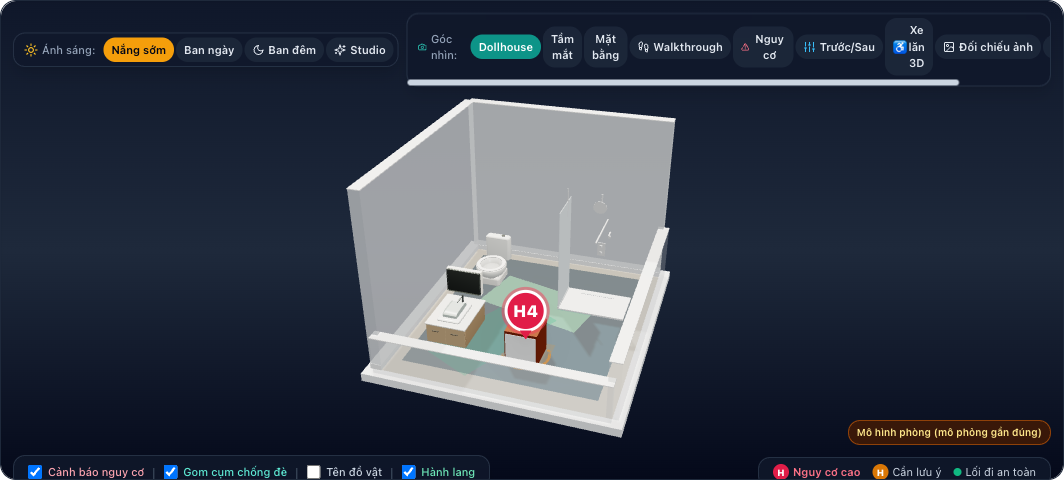 Ánh sáng:
Nắng sớm
Ban ngày
Ban đêm
Studio
Góc
nhìn:
Dollhouse
Tầm
mắt
Mặt
bằng
Walkthrough
Nguy
cơ
Trước/Sau
Xe
lăn
3D
Đối chiếu ảnh
H4
Mô hình phòng (mô phỏng gần đúng)
Cảnh báo nguy cơ
Gom cụm chống đè
Tên đồ vật
Hành lang
H Nguy cơ cao
H Cần lưu ý
Lối đi an toàn